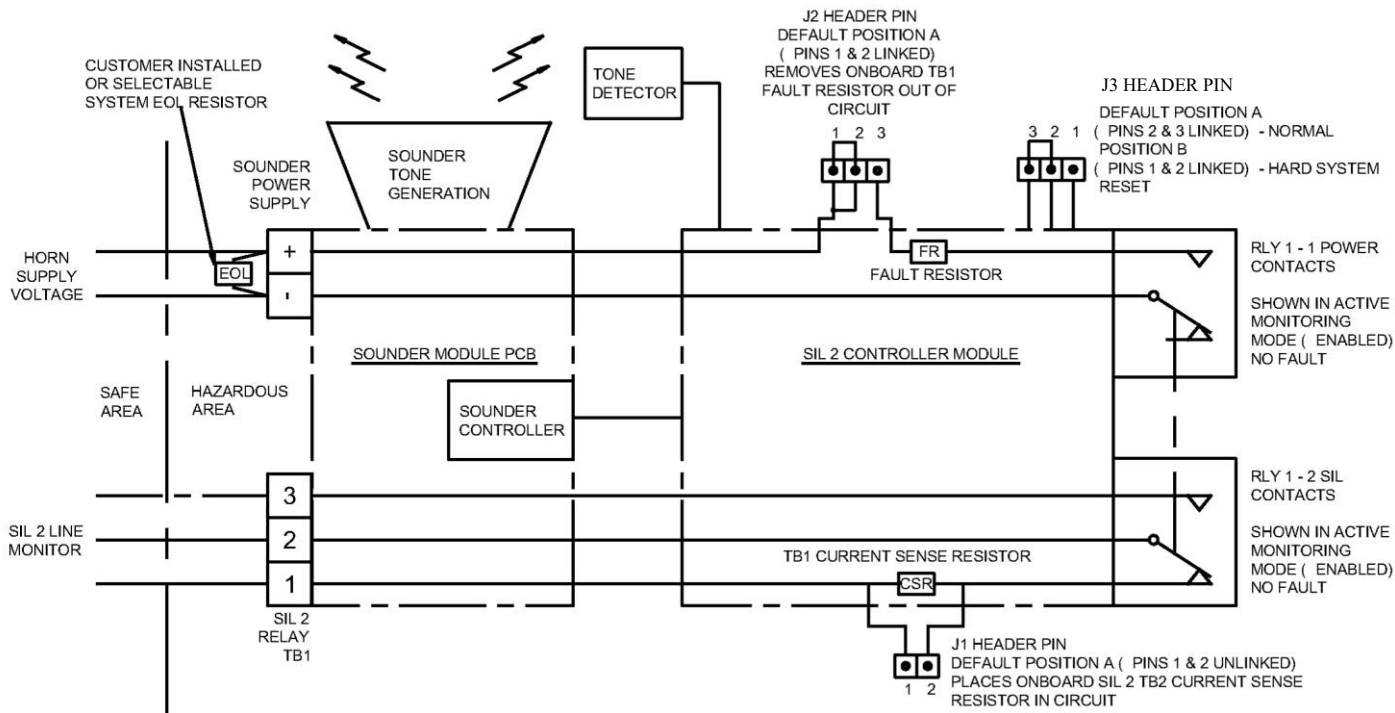 J2 HEADER PIN
DEFAULT POSITION A
( PINS 1 & 2 LINKED)
REMOVES ONBOARD TB1
FAULT RESISTOR OUT OF
CIRCUIT
1 2 3
CUSTOMER INSTALLED
OR SELECTABLE
SYSTEM EOL RESISTOR
TONE
DETECTOR
J3 HEADER PIN
DEFAULT POSITION A
( PINS 2 & 3 LINKED) - NORMAL
POSITION B
( PINS 1 & 2 LINKED) - HARD SYSTEM
RESET
3 2 1
SOUNDER
POWER
SUPPLY
SOUNDER
TONE
GENERATION
HORN
SUPPLY
VOLTAGE
EOL
+
-
FR
FAULT RESISTOR
RLY 1 - 1 POWER
CONTACTS
SHOWN IN ACTIVE
MONITORING
MODE ( ENABLED)
NO FAULT
SOUNDER MODULE PCB
SIL 2 CONTROLLER MODULE
SAFE
AREA
HAZARDOUS
AREA
SOUNDER
CONTROLLER
SIL 2 LINE
MONITOR
3
2
1
SIL 2
RELAY
TB1
TB1 CURRENT SENSE RESISTOR
CSR
RLY 1 - 2 SIL
CONTACTS
SHOWN IN ACTIVE
MONITORING
MODE ( ENABLED)
NO FAULT
1 2
J1 HEADER PIN
DEFAULT POSITION A ( PINS 1 & 2 UNLINKED)
PLACES ONBOARD SIL 2 TB2 CURRENT SENSE
RESISTOR IN CIRCUIT